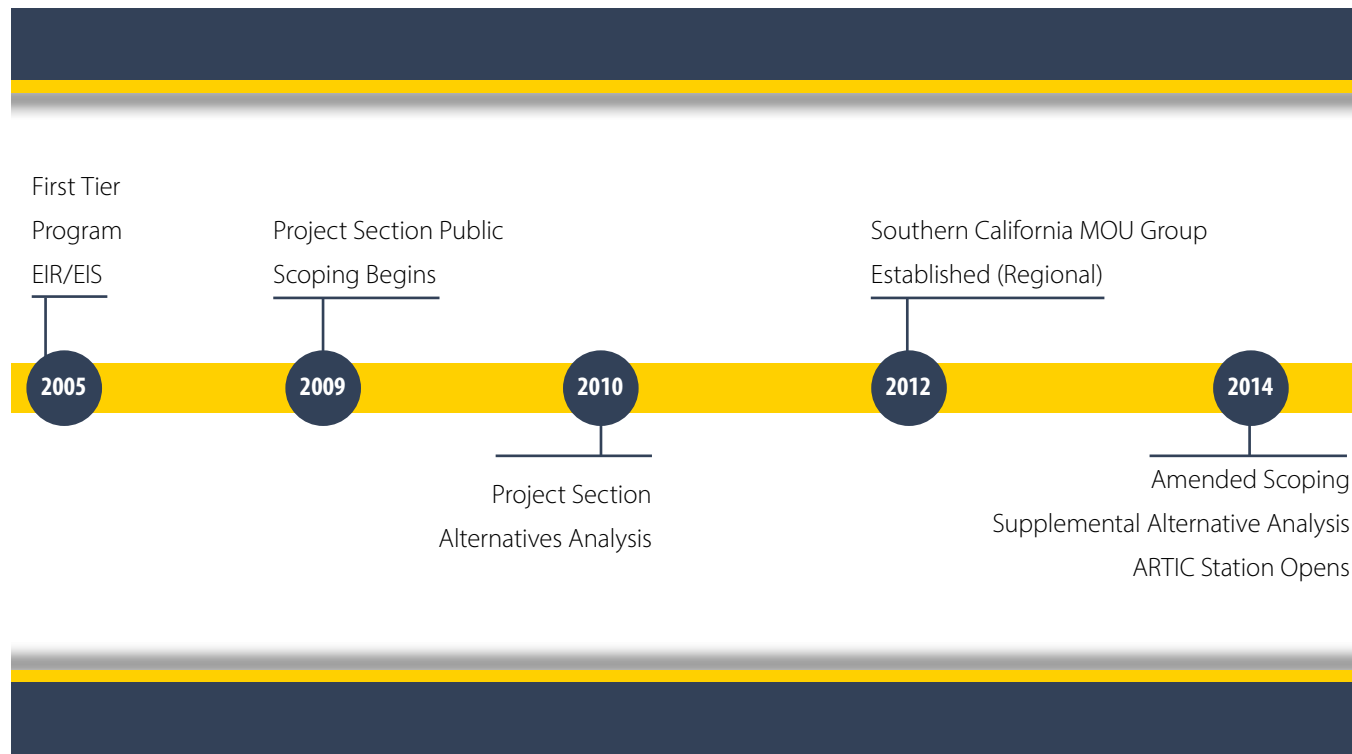 First Tier
Program
EIR/EIS
2005
Project Section Public
Scoping Begins
2009
2010
Project Section
Alternatives Analysis
Southern California MOU Group
Established (Regional)
2012
2014
Amended Scoping
Supplemental Alternative Analysis
ARTIC Station Opens